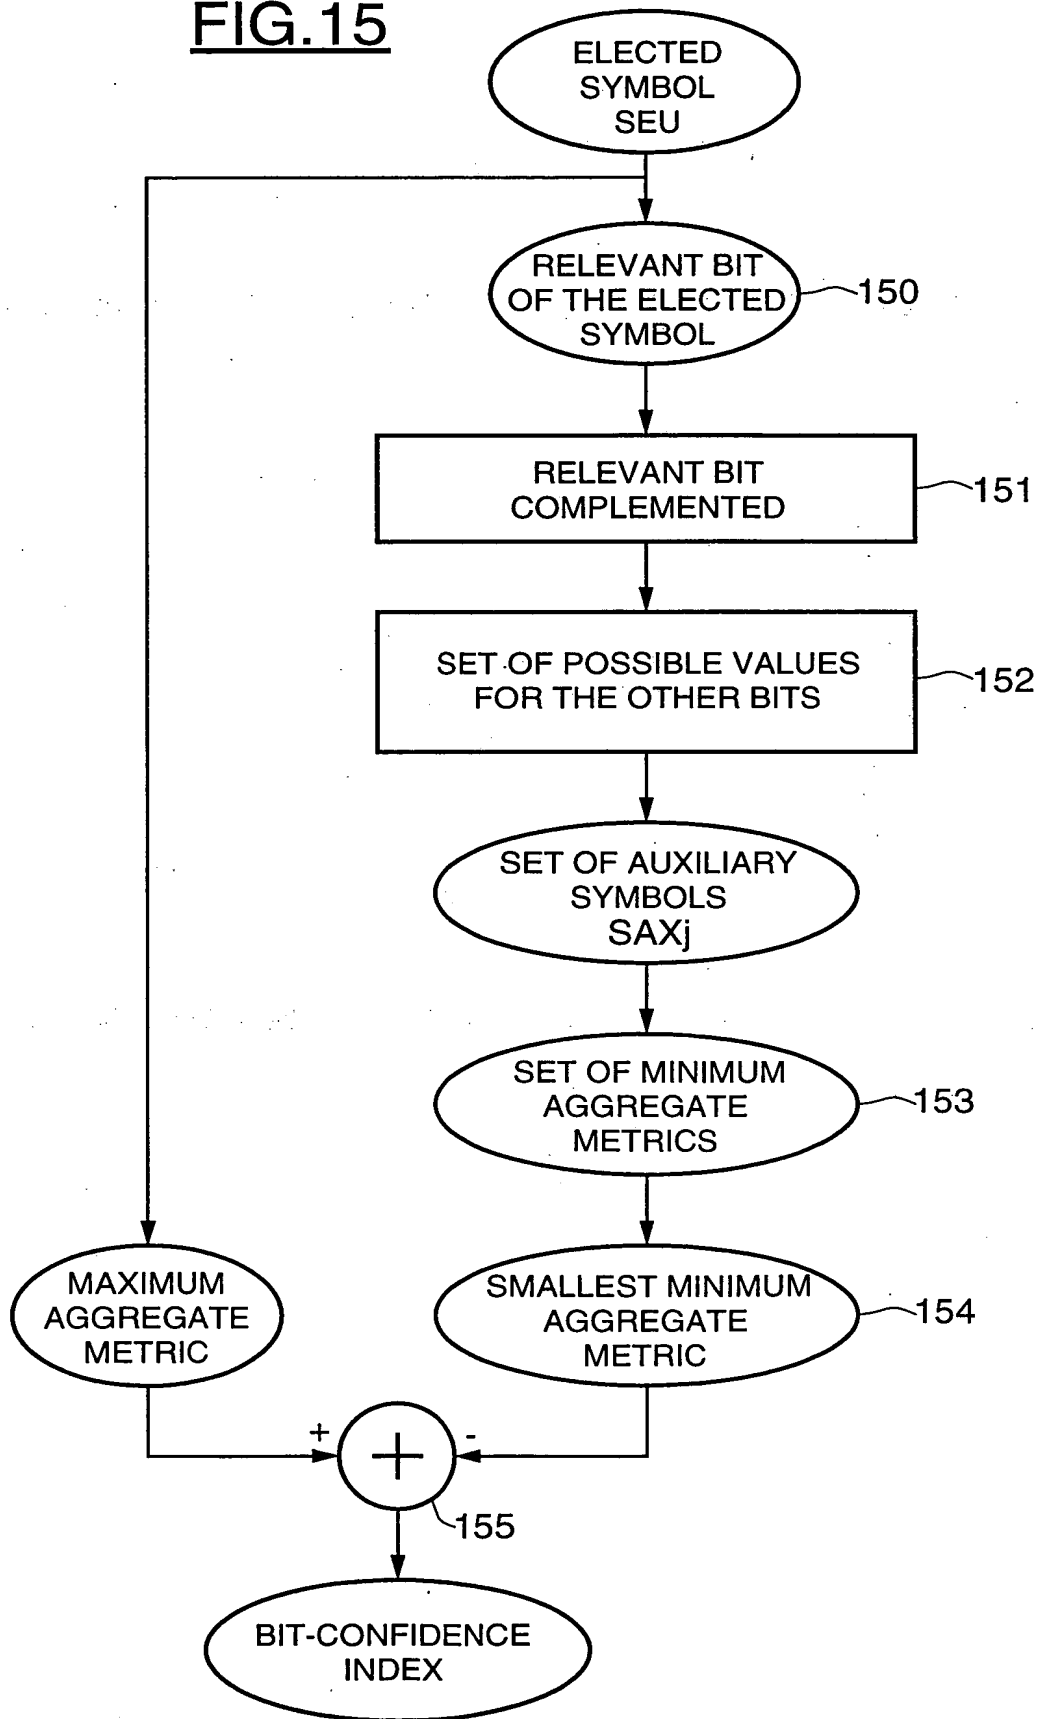 FIG.15
ELECTED
SYMBOL
SEU
RELEVANT BIT
OF THE ELECTED
SYMBOL
150
RELEVANT BIT
COMPLEMENTED
151
SET OF POSSIBLE VALUES
FOR THE OTHER BITS
152
SET OF AUXILIARY
SYMBOLS
SAXj
SET OF MINIMUM
AGGREGATE
METRICS
153
MAXIMUM
AGGREGATE
METRIC
SMALLEST MINIMUM
AGGREGATE
METRIC
154
+
-
+
155
BIT-CONFIDENCE
INDEX